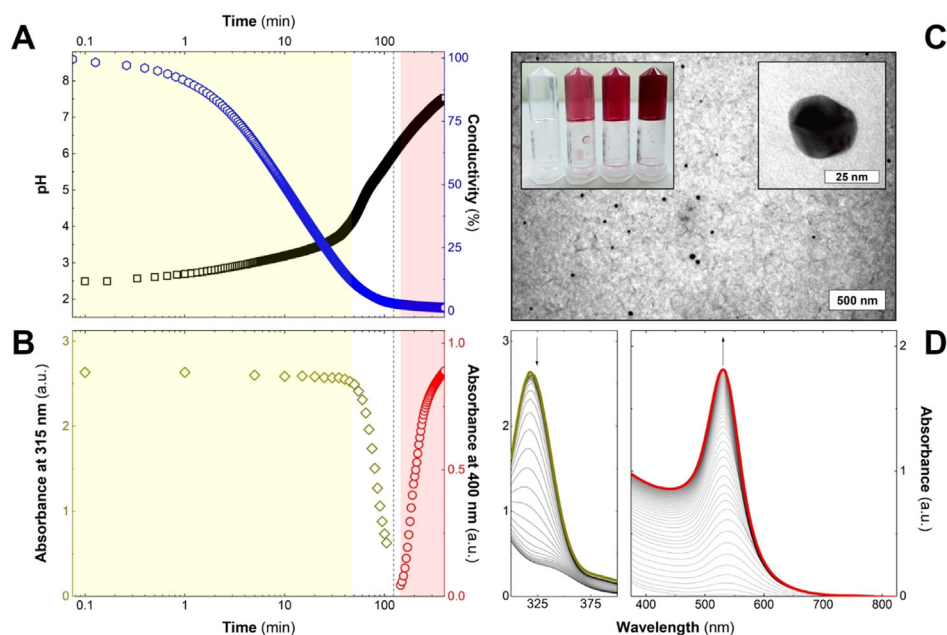 A
Time (min)
0.1 1 10 100
pH
8
7
6
5
4
3
2
100
75
50
25
0
Conductivity (%)
C
25 nm
500 nm
B
Absorbance at 315 nm (a.u.)
3
2
1
0
0.1 1 10 100
Time (min)
1.0
0.5
0.0
Absorbance at 400 nm (a.u.)
D
3
2
1
0
325 375
400 500 600 700 800
Wavelength (nm)
2
1
0
Absorbance (a.u.)